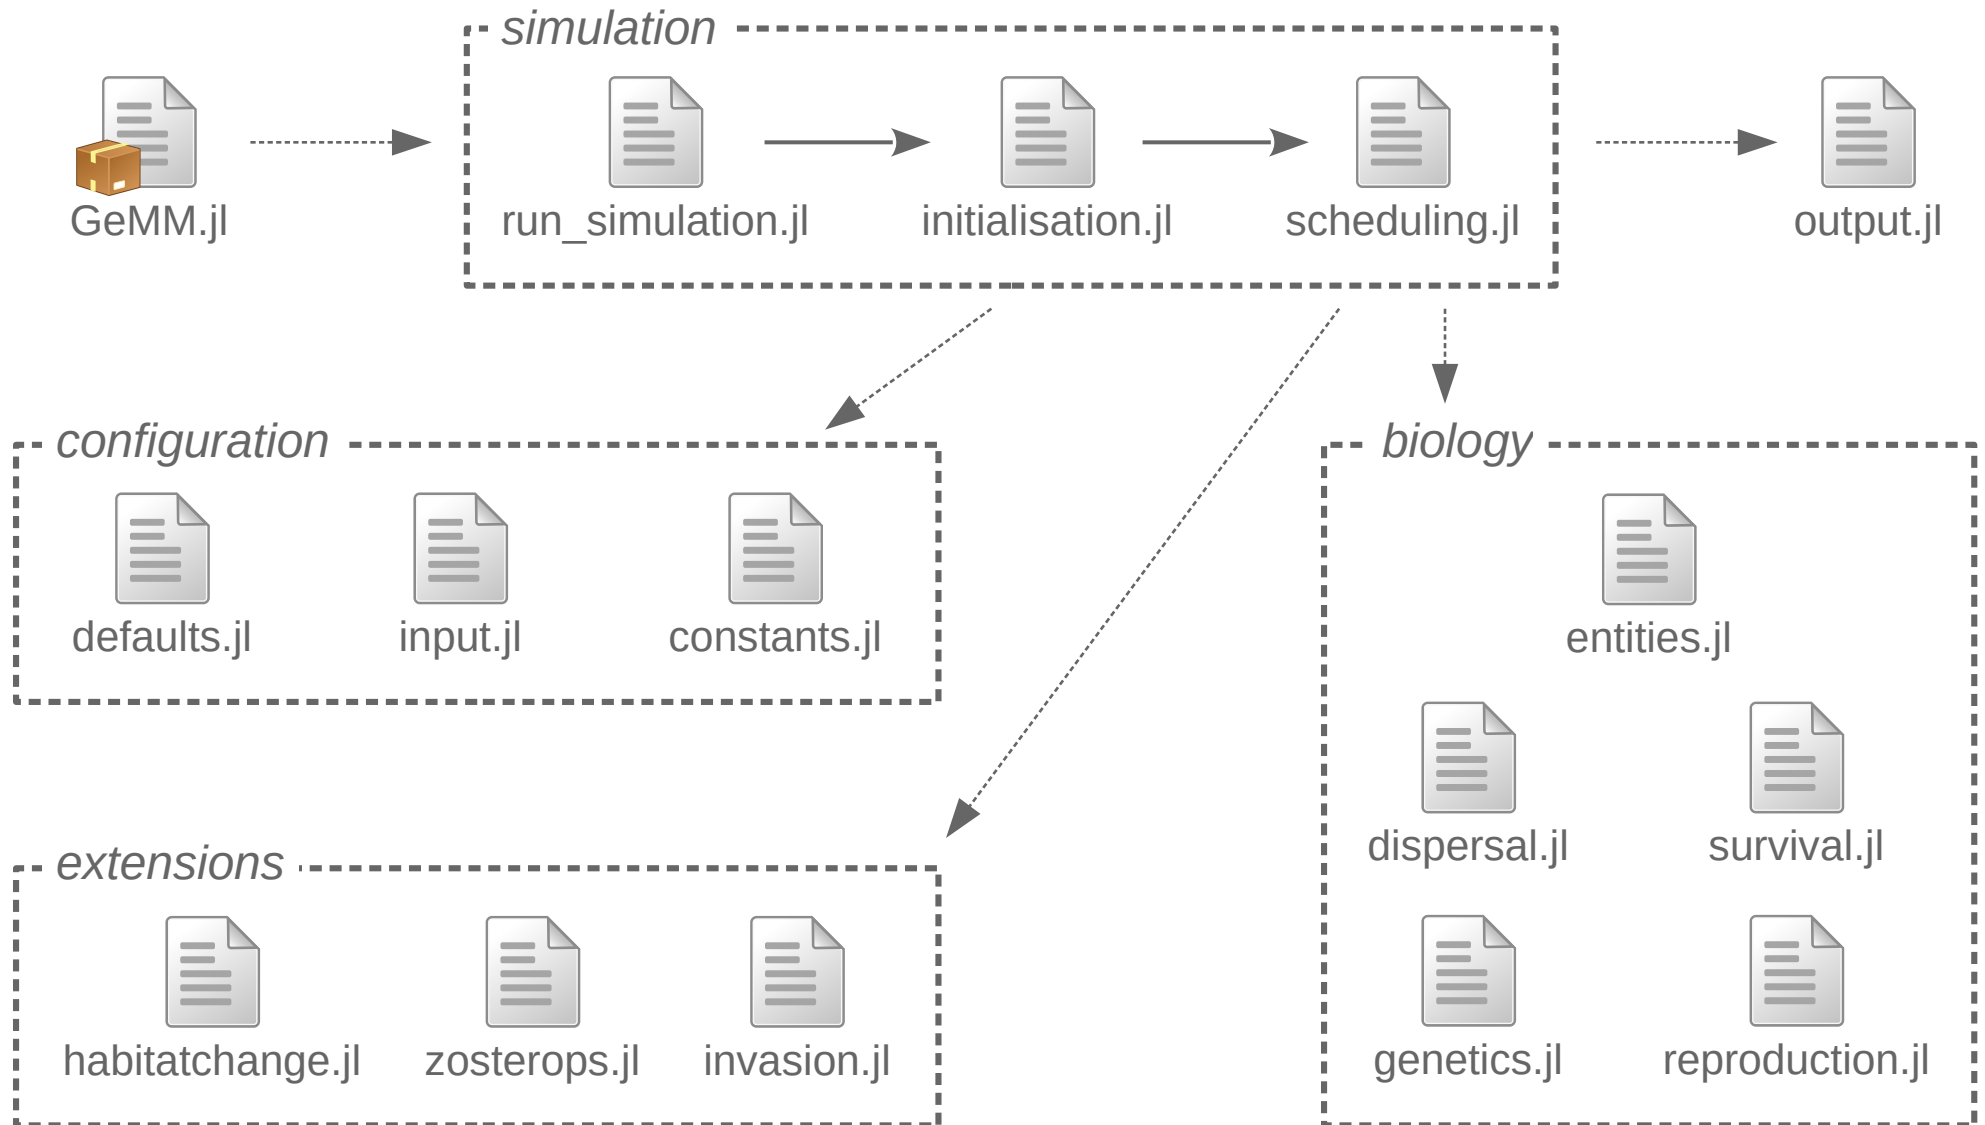 simulation
GeMM.jl
run_simulation.jl
initialisation.jl
scheduling.jl
output.jl
configuration
defaults.jl
input.jl
constants.jl
biology
entities.jl
dispersal.jl
survival.jl
genetics.jl
reproduction.jl
extensions
habitatchange.jl
zosterops.jl
invasion.jl